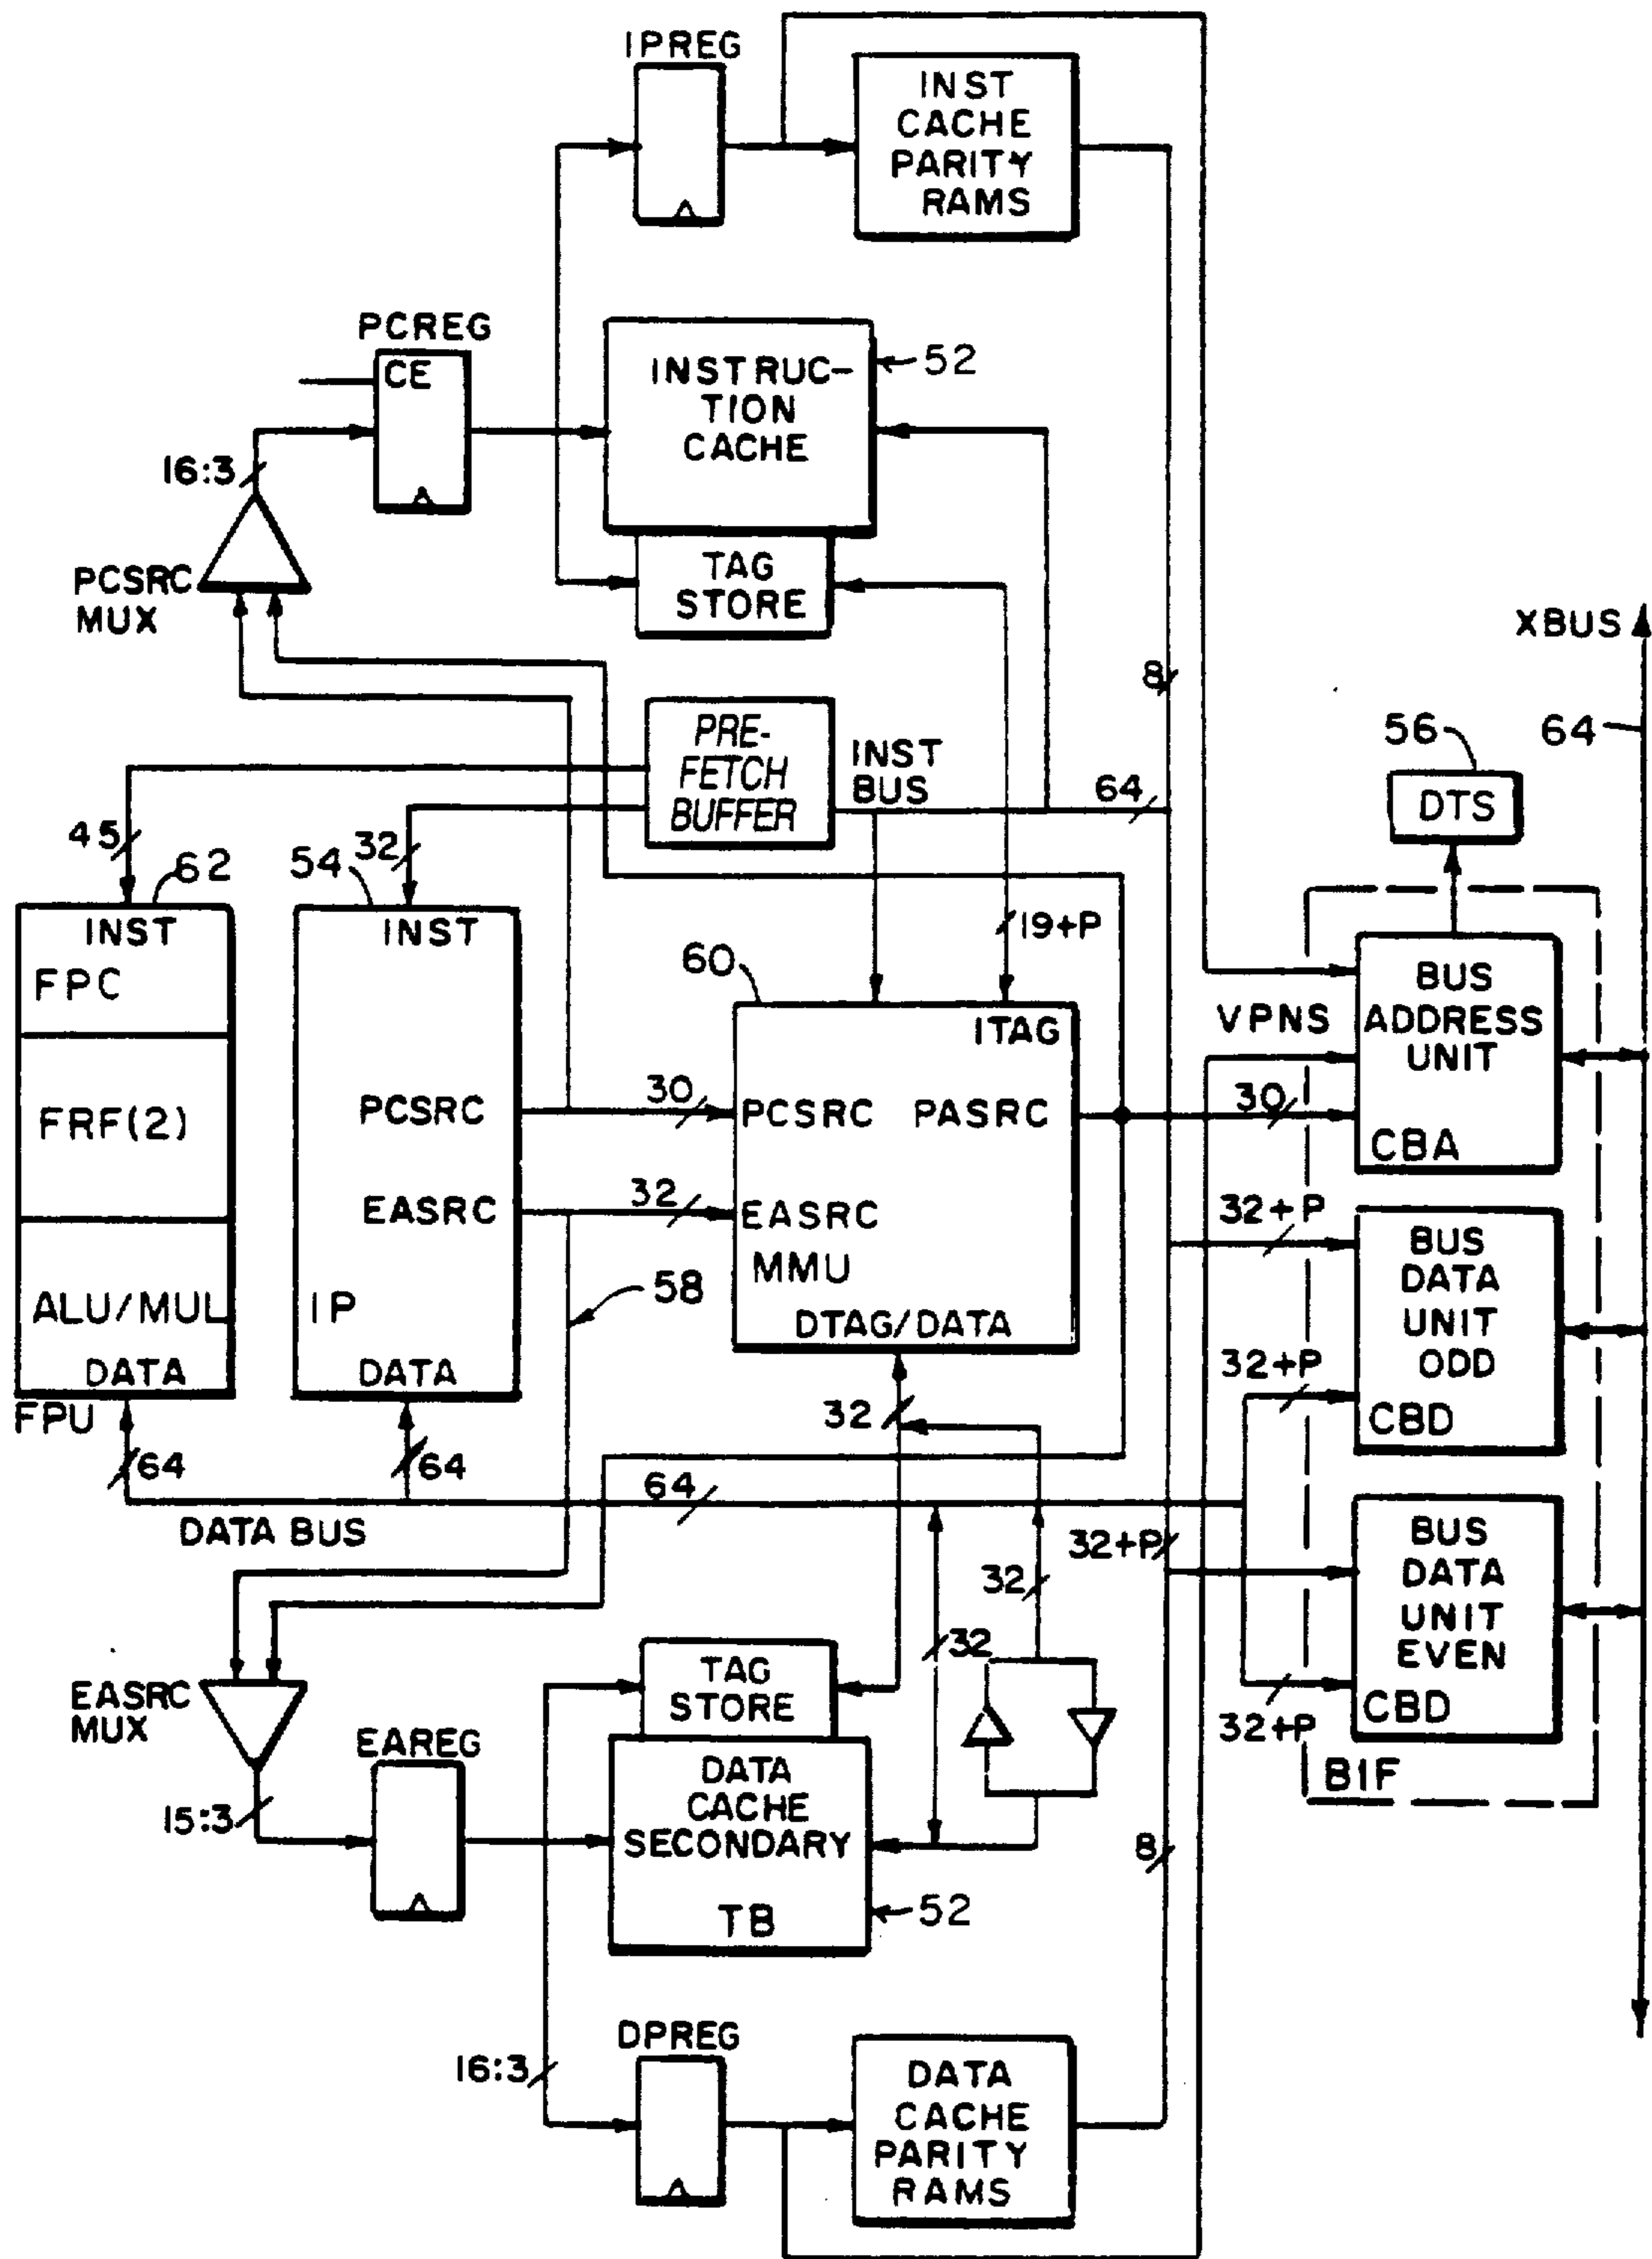 IPREG
INST
CACHE
PARITY
RAMS
PCREG
CE
INSTRUC-
TION
CACHE
52
16:3
PCSRC
MUX
TAG
STORE
XBUS
8
64
PRE-
FETCH
BUFFER
INST
BUS
64
56
DTS
45
32
62
54
INST
FPC
FRF(2)
ALU/MUL
DATA
FPU
64
INST
PCSRC
EASRC
IP
DATA
64
30
32
58
60
19+P
ITAG
PCSRC
PASRC
EASRC
MMU
DTAG/DATA
32
VPNS
30
BUS
ADDRESS
UNIT
CBA
32+P
BUS
DATA
UNIT
ODD
32+P
CBD
64
DATA BUS
32+P
32
32
BUS
DATA
UNIT
EVEN
CBD
32+P
BIF
EASRC
MUX
15:3
EAREG
TAG
STORE
DATA
CACHE
SECONDARY
TB
52
8
16:3
DPREG
DATA
CACHE
PARITY
RAMS